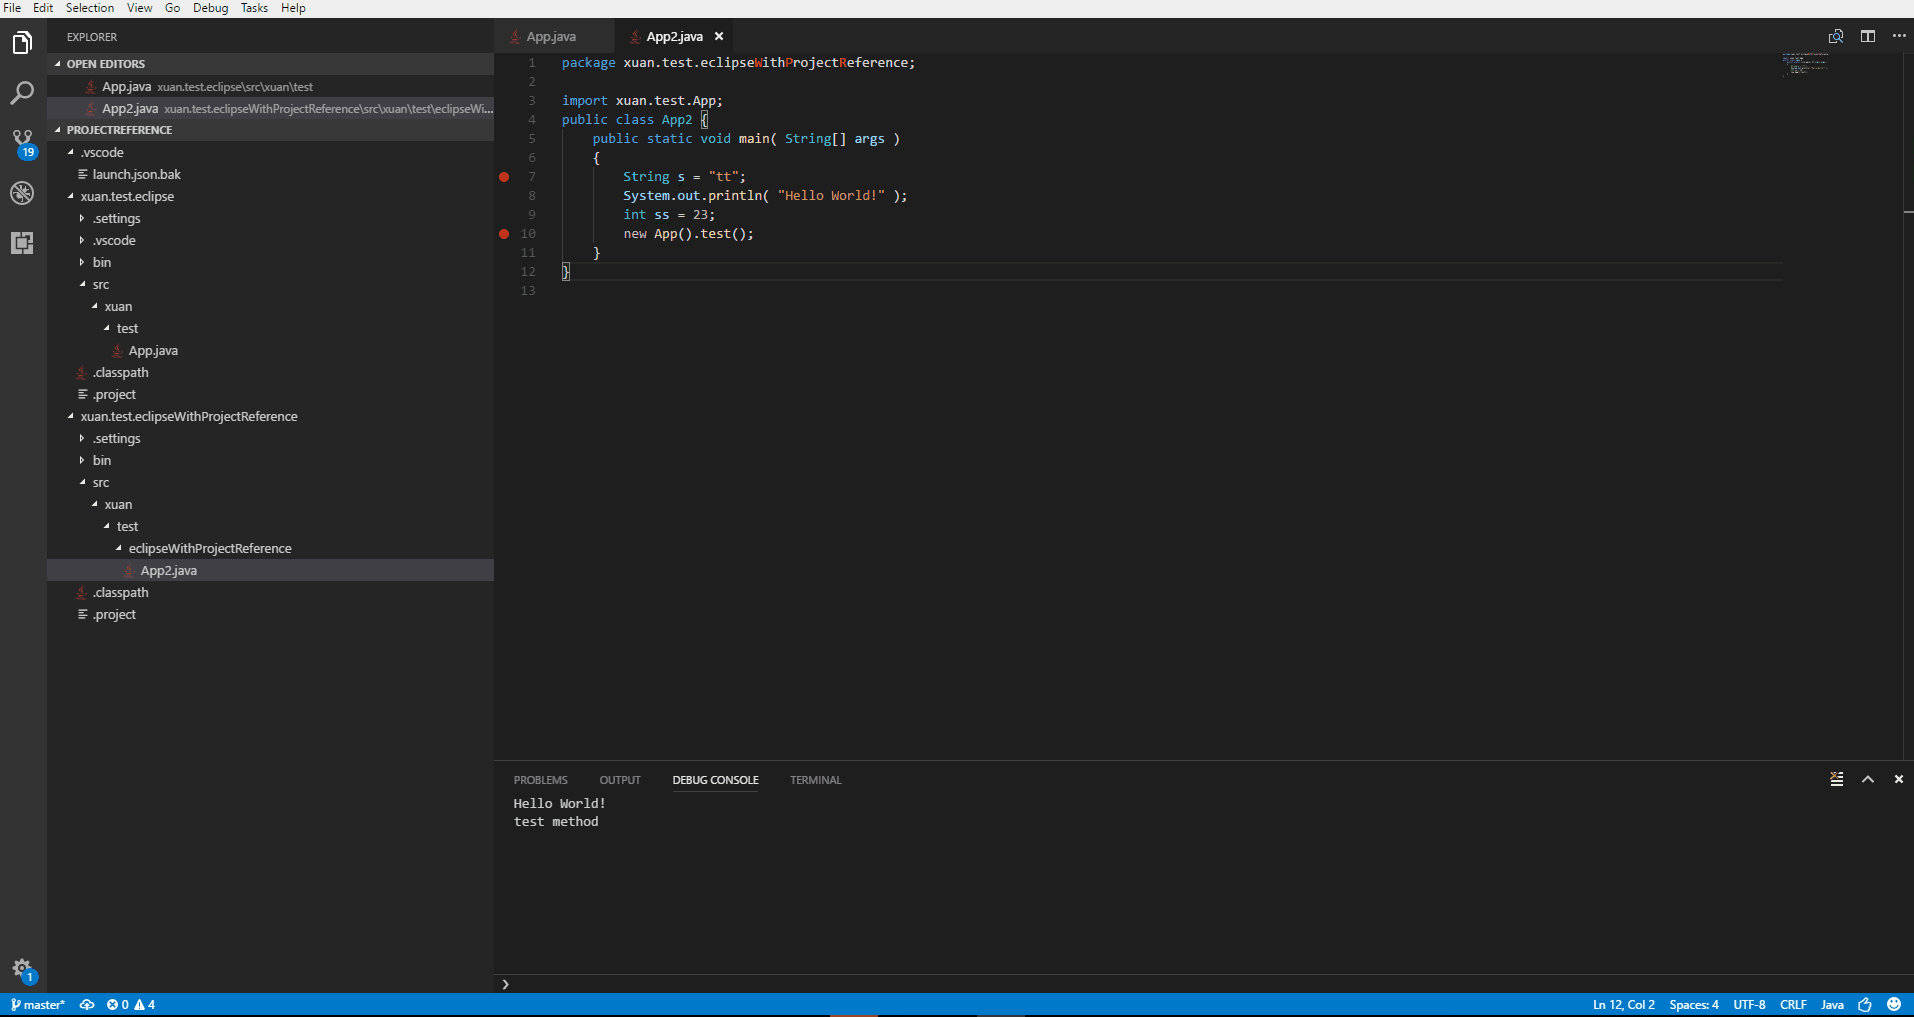 File Edit Selection View Go Debug Tasks Help
EXPLORER
OPEN EDITORS
App.java xuan.test.eclipse\src\xuan\test
App2.java xuan.test.eclipseWithProjectReference\src\xuan\test\eclipseWi...
PROJECTREFERENCE
.vscode
launch.json.bak
xuan.test.eclipse
.settings
.vscode
bin
src
xuan
test
App.java
.classpath
.project
xuan.test.eclipseWithProjectReference
.settings
bin
src
xuan
test
eclipseWithProjectReference
App2.java
.classpath
.project
19
1
App.java App2.java
1 package xuan.test.eclipseWithProjectReference;
2
3 import xuan.test.App;
4 public class App2 {
5 public static void main( String[] args )
6 {
7 String s = "tt";
8 System.out.println( "Hello World!" );
9 int ss = 23;
10 new App().test();
11 }
12 }
13
PROBLEMS OUTPUT DEBUG CONSOLE TERMINAL
Hello World!
test method
master* 0 4 Ln 12, Col 2 Spaces: 4 UTF-8 CRLF Java